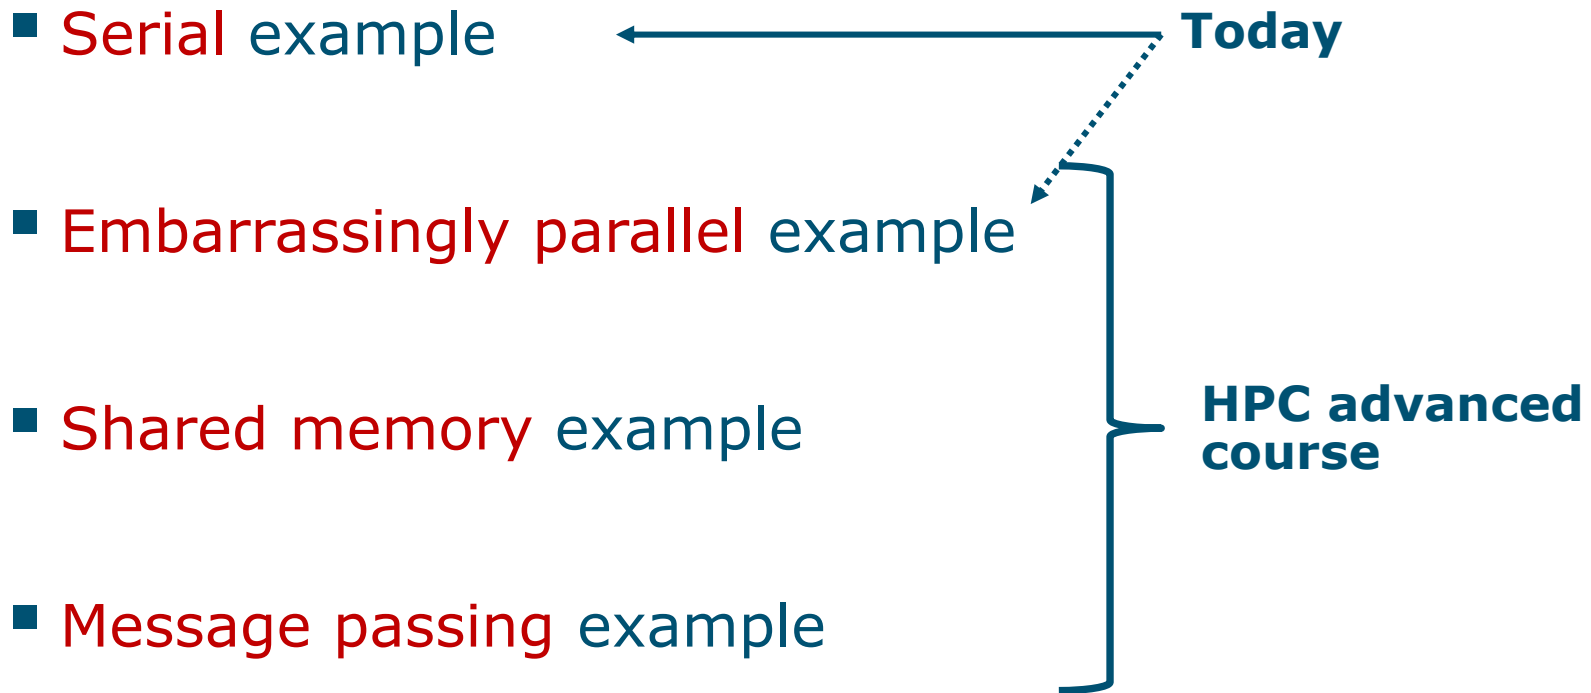 Serial example
Today
Embarrassingly parallel example
Shared memory example
HPC advanced
course
Message passing example